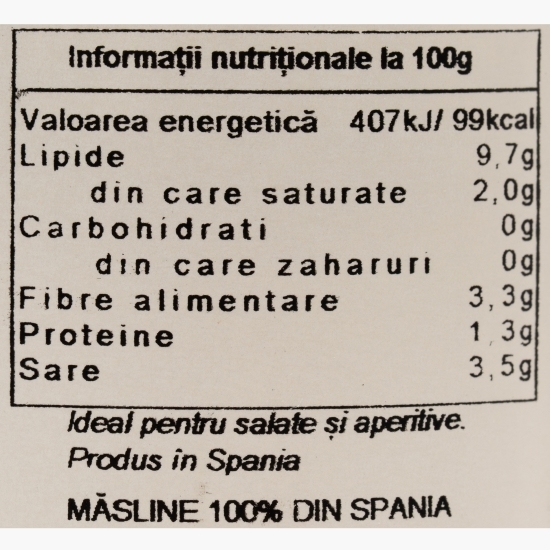 Informații nutriționale la 100g
Valoarea energetică 407kJ/ 99kcal
Lipide 9,7g
din care saturate 2,0g
Carbohidrati 0g
din care zaharuri 0g
Fibre alimentare 3,3g
Proteine 1,3g
Sare 3,5g
Ideal pentru salate și aperitive.
Produs in Spania
MĂSLINE 100% DIN SPANIA